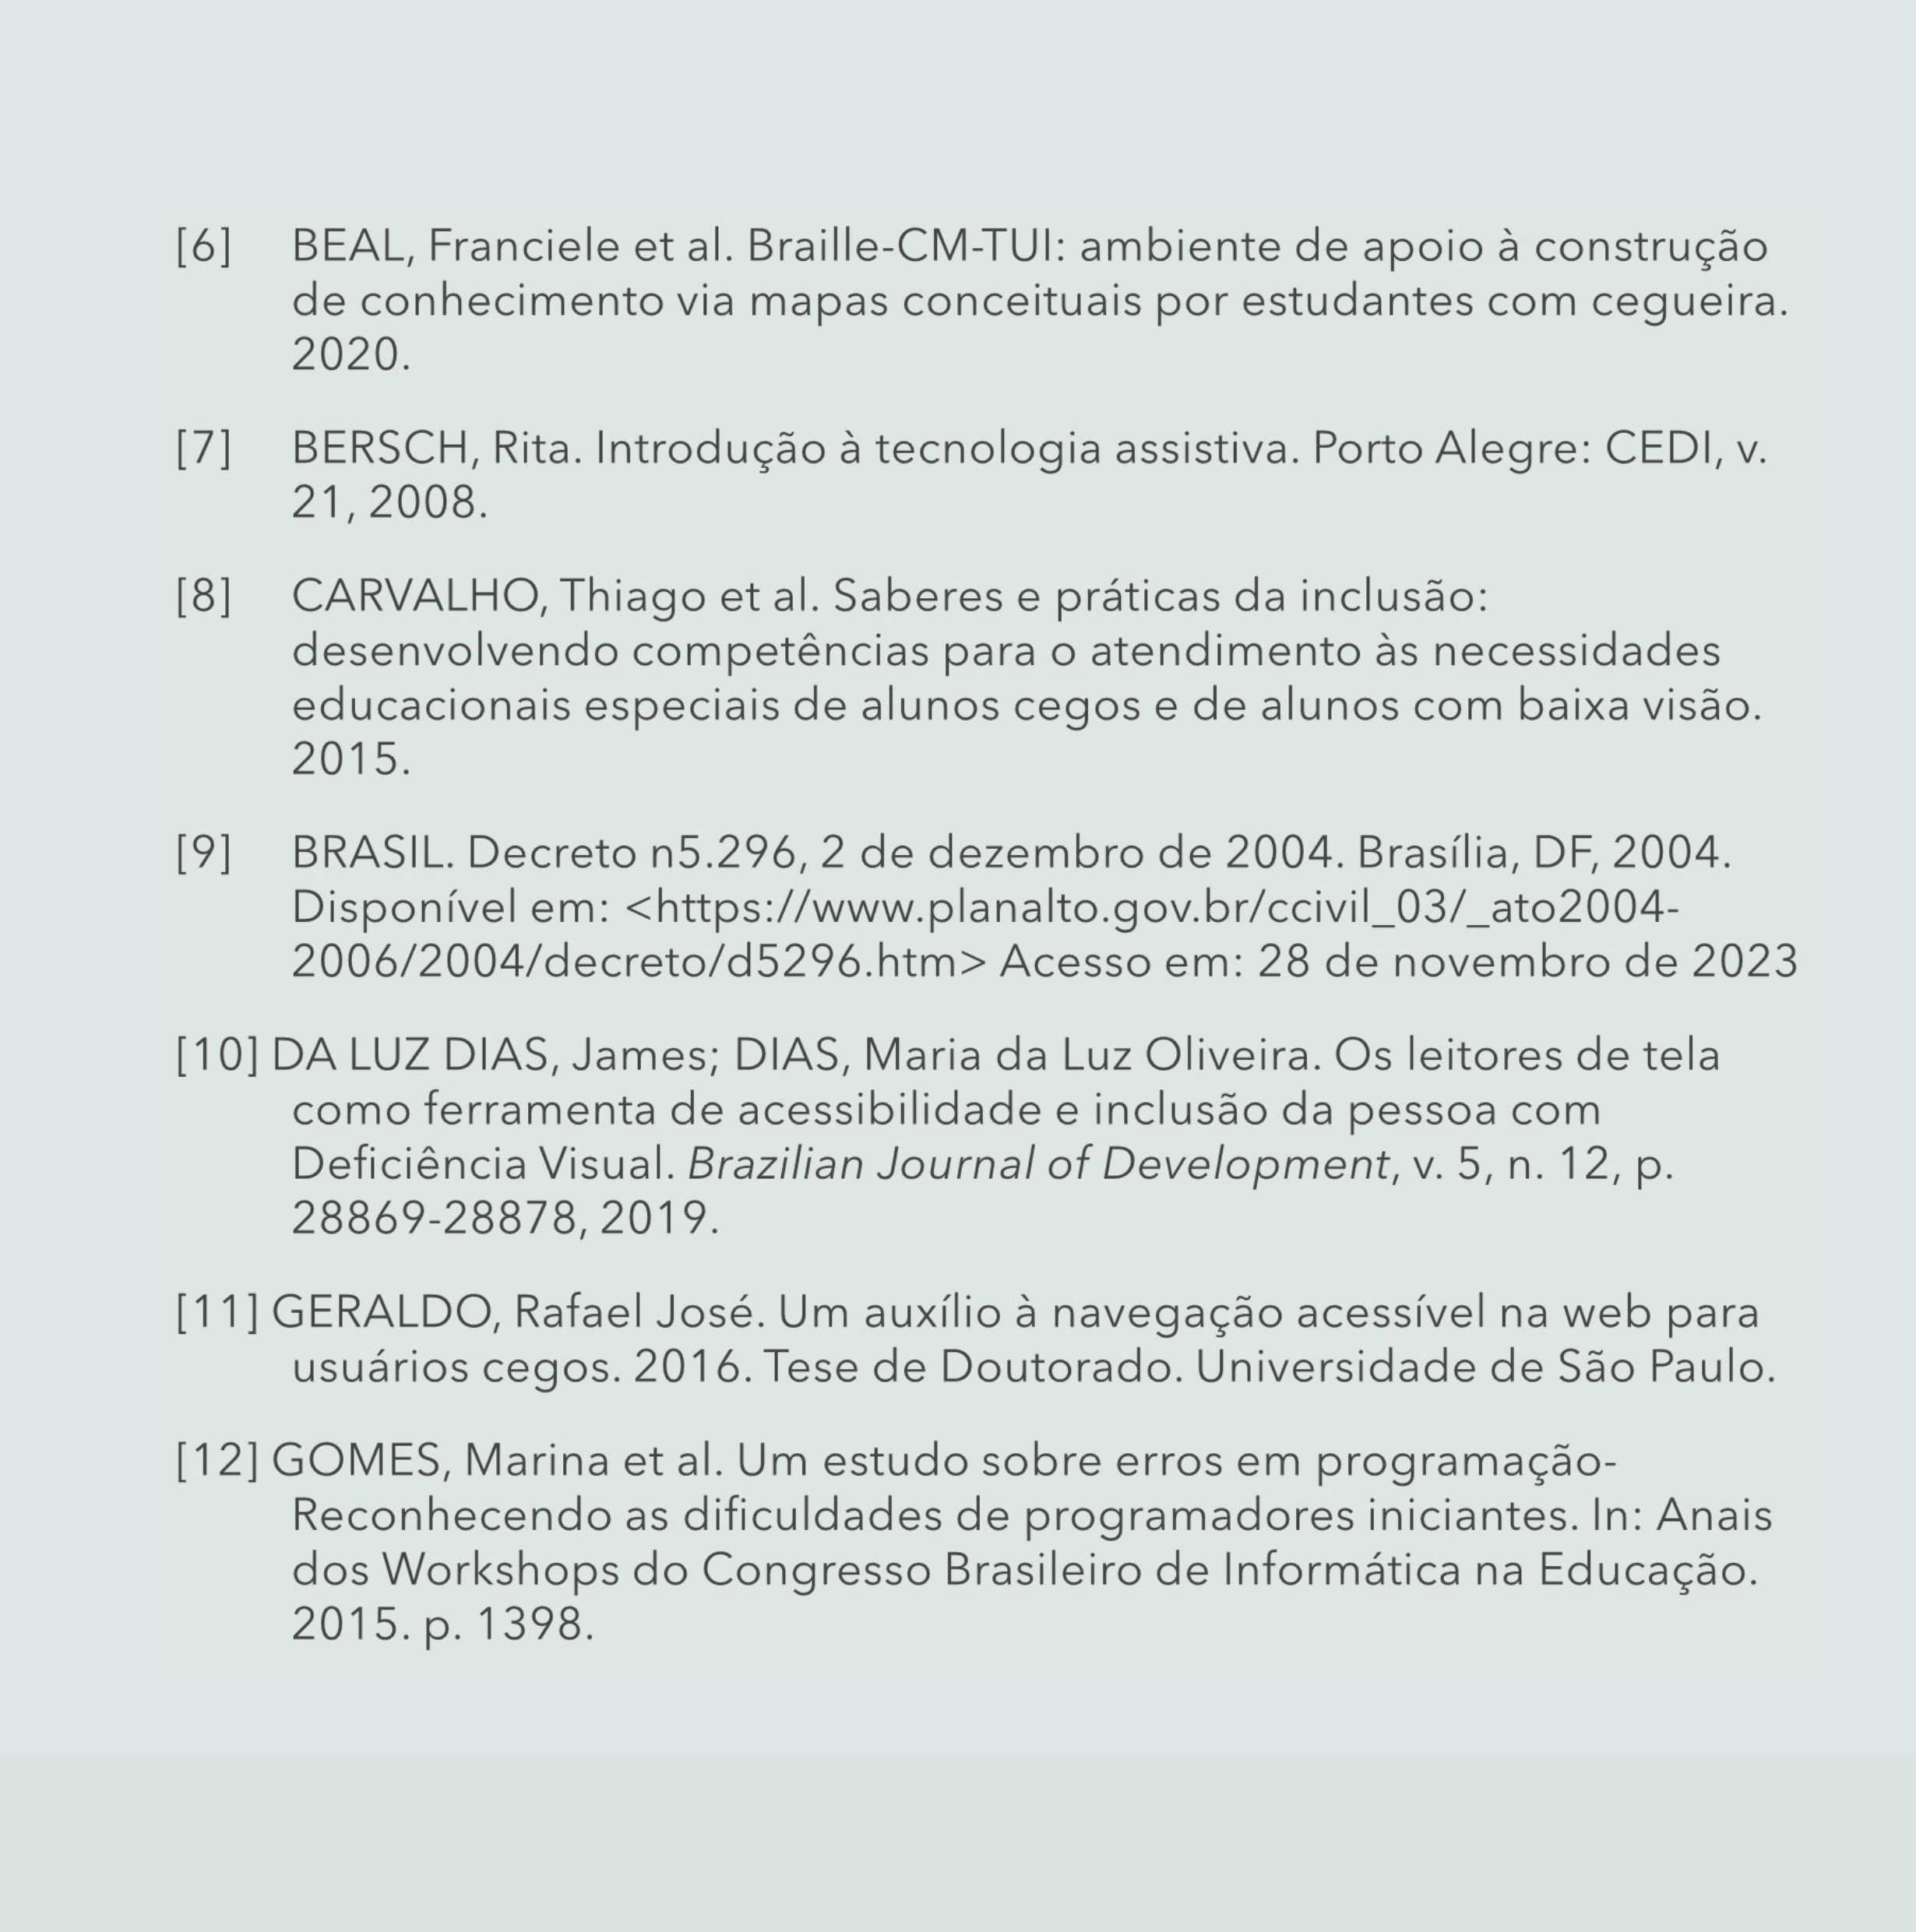 [6] BEAL, Franciele et al. Braille-CM-TUI: ambiente de apoio à construção
de conhecimento via mapas conceituais por estudantes com cegueira.
2020.
[7] BERSCH, Rita. Introdução à tecnologia assistiva. Porto Alegre: CEDI, v.
21, 2008.
[8] CARVALHO, Thiago et al. Saberes e práticas da inclusão:
desenvolvendo competências para o atendimento às necessidades
educacionais especiais de alunos cegos e de alunos com baixa visão.
2015.
[9] BRASIL. Decreto n5.296, 2 de dezembro de 2004. Brasília, DF, 2004.
Disponível em: <https://www.planalto.gov.br/ccivil_03/_ato2004-
2006/2004/decreto/d5296.htm> Acesso em: 28 de novembro de 2023
[10] DA LUZ DIAS, James; DIAS, Maria da Luz Oliveira. Os leitores de tela
como ferramenta de acessibilidade e inclusão da pessoa com
Deficiência Visual. Brazilian Journal of Development, v. 5, n. 12, p.
28869-28878, 2019.
[11] GERALDO, Rafael José. Um auxílio à navegação acessível na web para
usuários cegos. 2016. Tese de Doutorado. Universidade de São Paulo.
[12] GOMES, Marina et al. Um estudo sobre erros em programação-
Reconhecendo as dificuldades de programadores iniciantes. In: Anais
dos Workshops do Congresso Brasileiro de Informática na Educação.
2015. p. 1398.